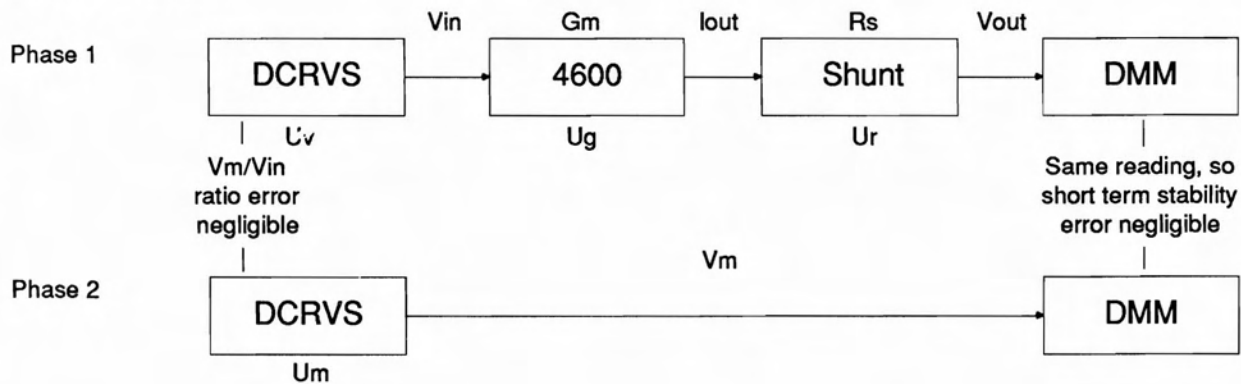 Vin Gm Iout Rs Vout
Phase 1
DCRVS 4600 Shunt DMM
Uv Ug Ur
Vm/Vin
ratio error
negligible
Same reading, so
short term stability
error negligible
Vm
Phase 2
DCRVS DMM
Um